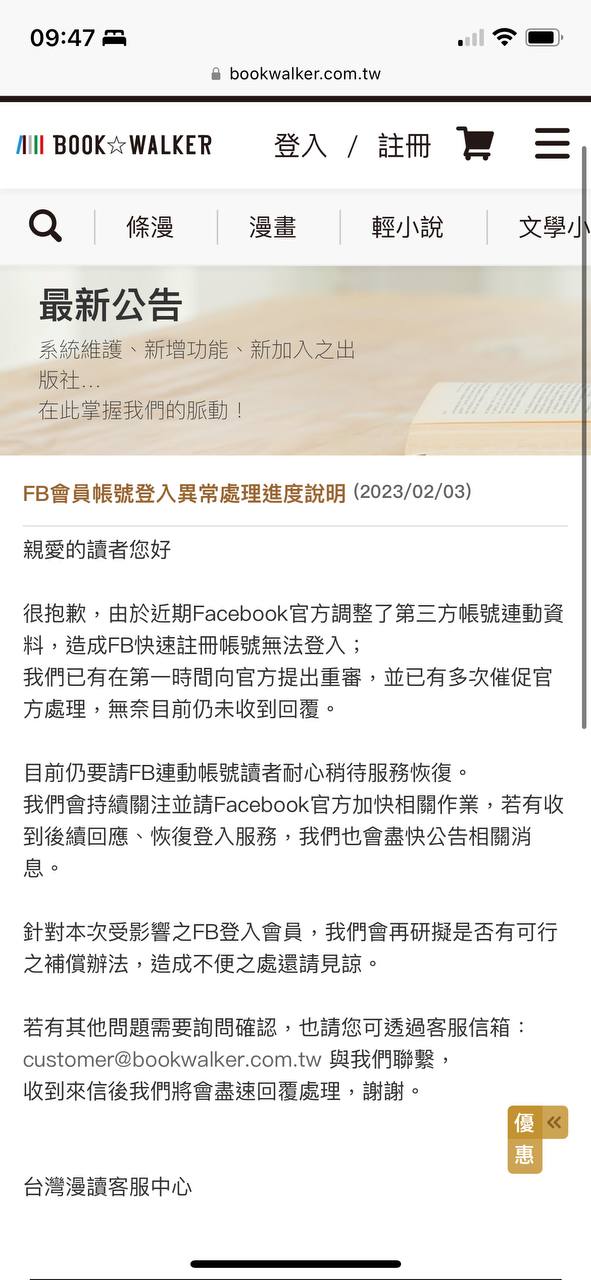 09:47
bookwalker.com.tw
BOOK☆WALKER
登入 / 註冊
條漫
漫畫
輕小說
文學小
最新公告
系統維護、新增功能、新加入之出
版社...
在此掌握我們的脈動！
FB會員帳號登入異常處理進度說明 (2023/02/03)
親愛的讀者您好
很抱歉，由於近期Facebook官方調整了第三方帳號連動資
料，造成FB快速註冊帳號無法登入；
我們已有在第一時間向官方提出重審，並已有多次催促官
方處理，無奈目前仍未收到回覆。
目前仍要請FB連動帳號讀者耐心稍待服務恢復。
我們會持續關注並請Facebook官方加快相關作業，若有收
到後續回應、恢復登入服務，我們也會盡快公告相關消
息。
針對本次受影響之FB登入會員，我們會再研擬是否有可行
之補償辦法，造成不便之處還請見諒。
若有其他問題需要詢問確認，也請您可透過客服信箱：
customer@bookwalker.com.tw 與我們聯繫，
收到來信後我們將會盡速回覆處理，謝謝。
優 «
惠
台灣漫讀客服中心